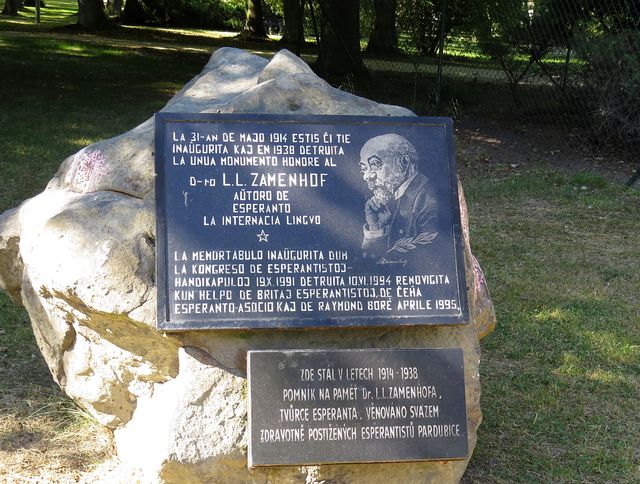 LA 31-AN DE MAJO 1914 ESTIS ĈI TIE
INAŬGURITA KAJ EN 1938 DETRUITA
LA UNUA MONUMENTO HONORE AL
D-ro L.L. ZAMENHOF
AŬTORO DE
ESPERANTO
LA INTERNACIA LINGVO
LA MEMORTABULO INAŬGURITA DUM
LA KONGRESO DE ESPERANTISTOJ-
HANDIKAPULOJ 19.X.1991 DETRUITA 10.VI.1994 RENOVIGITA
KUN HELPO DE BRITAJ ESPERANTISTOJ, DE ĈEĤA
ESPERANTO-ASOCIO KAJ DE RAYMOND BORÉ APRILE 1995.
ZDE STÁL V LETECH 1914 - 1938
POMNÍK NA PAMĚŤ Dr. L.L. ZAMENHOFA,
TVŮRCE ESPERANTA. VĚNOVÁNO SVAZEM
ZDRAVOTNĚ POSTIŽENÝCH ESPERANTISTŮ PARDUBICE